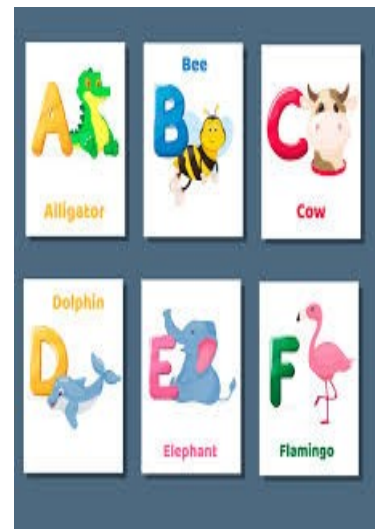 A
Alligator
Bee
B
C
Cow
Dolphin
D
E
Elephant
F
Flamingo